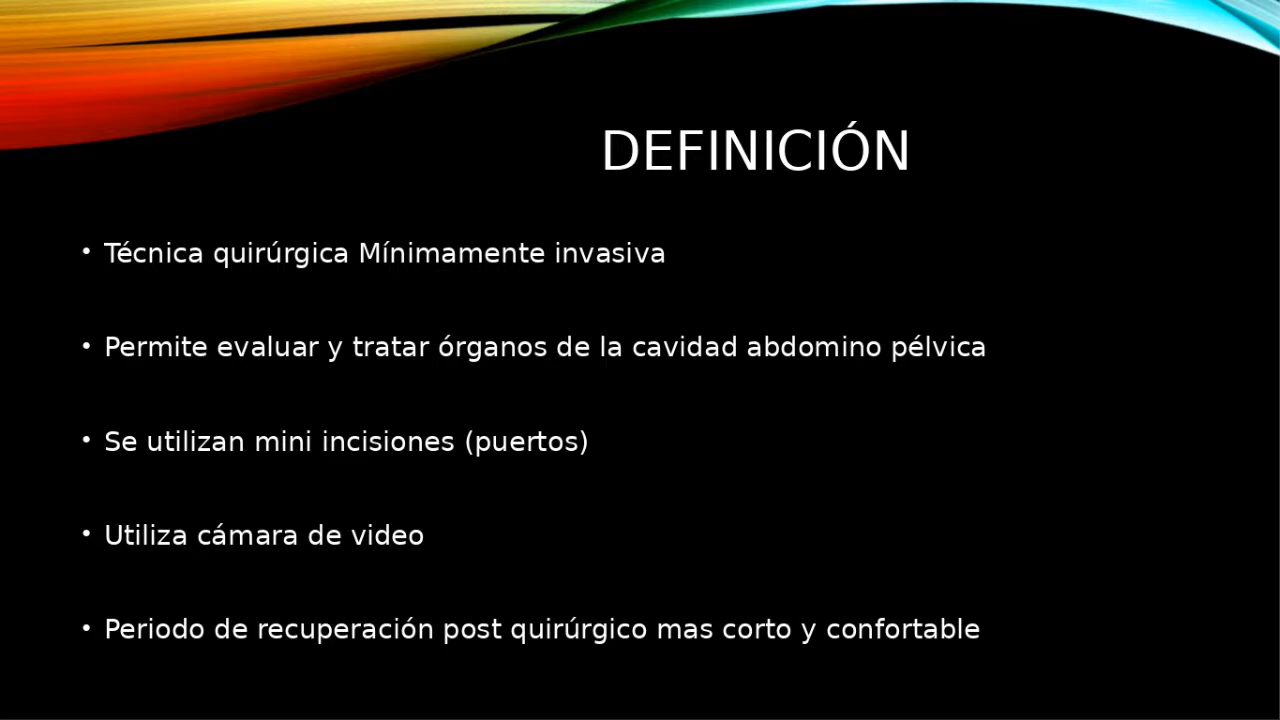 DEFINICIÓN
• Técnica quirúrgica Mínimamente invasiva
• Permite evaluar y tratar órganos de la cavidad abdomino pélvica
• Se utilizan mini incisiones (puertos)
• Utiliza cámara de video
• Periodo de recuperación post quirúrgico mas corto y confortable